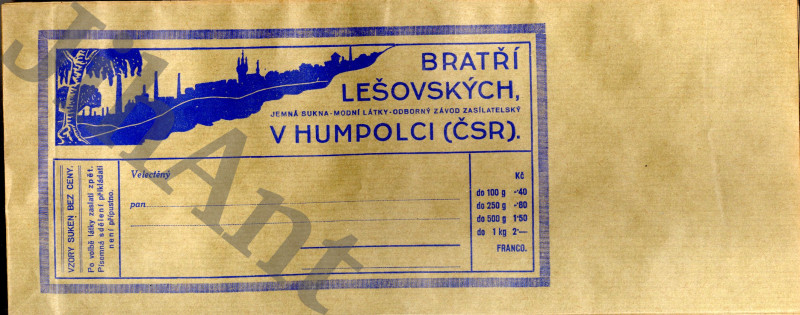 BRATŘÍ
LEŠOVSKÝCH,
JEMNÁ SUKNA-MODNÍ LÁTKY-ODBORNÝ ZÁVOD ZASÍLATELSKÝ
V HUMPOLCI (ČSR).
VZORY SUKEN BEZ CENY.
Po volbě látky zaslati zpět.
Písemná sdělení přikládati
není přípustno.
Velectěný
pan
Kč
do 100 g -·40
do 250 g -·80
do 500 g 1·50
do 1 kg 2·—
FRANCO.
JihAnt